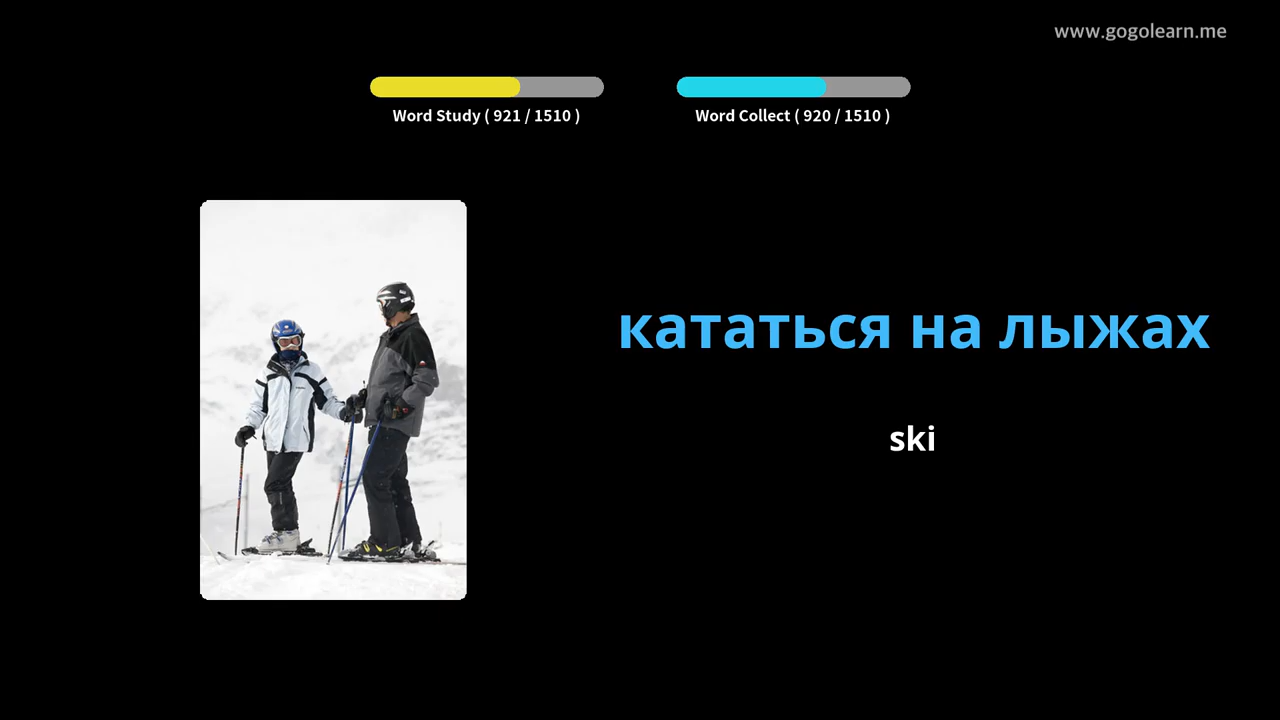 www.gogolearn.me
Word Study ( 921 / 1510 )
Word Collect ( 920 / 1510 )
кататься на лыжах
ski